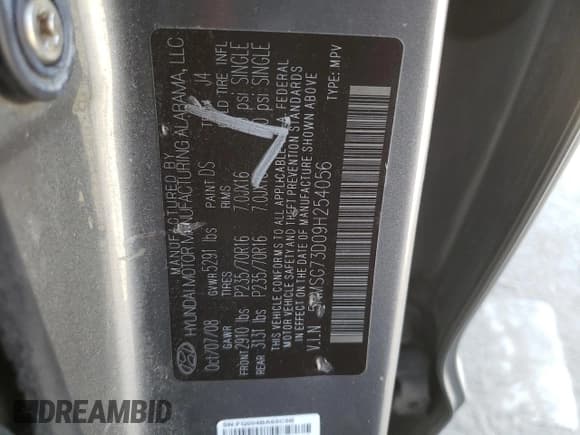 MANUFACTURED BY
HYUNDAI MOTOR MANUFACTURING ALABAMA, LLC
Oct/07/08 GVWR 5291 lbs PAINT DS J4
GAWR RIMS TIRE INFL
FRONT 2910 lbs P235/70R16 7.0JX16 psi SINGLE
REAR 3131 lbs P235/70R16 psi SINGLE
THIS VEHICLE CONFORMS TO ALL APPLICABLE FEDERAL
MOTOR VEHICLE SAFETY AND THEFT PREVENTION STANDARDS
IN EFFECT ON THE DATE OF MANUFACTURE SHOWN ABOVE
V.I.N MSG73D09H254056 TYPE: MPV
DREAMBID